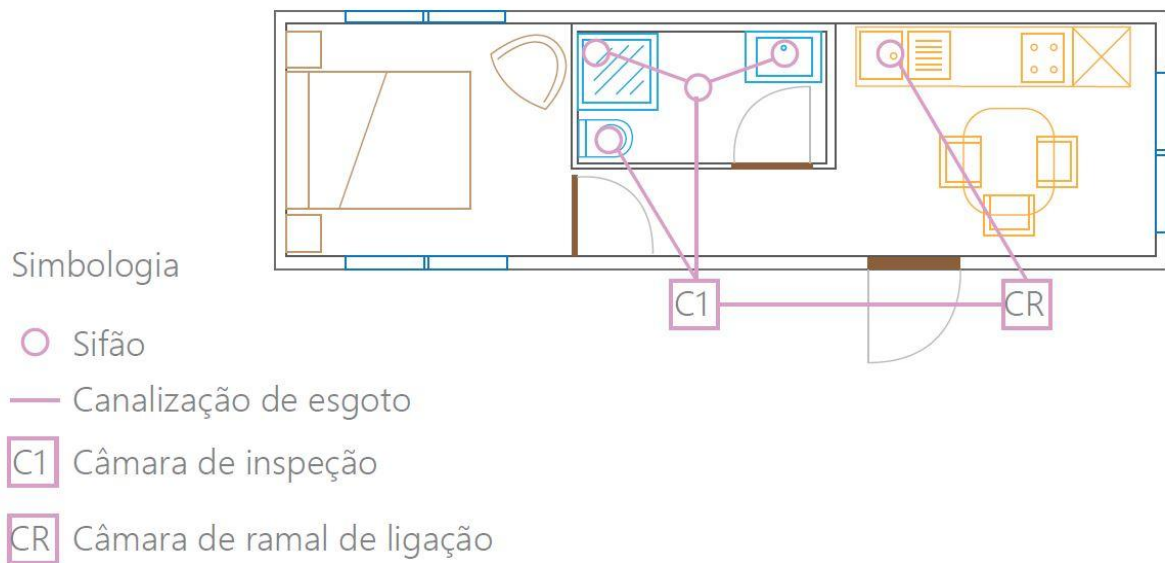 C1
CR
Simbologia
Sifão
Canalização de esgoto
C1 Câmara de inspeção
CR Câmara de ramal de ligação